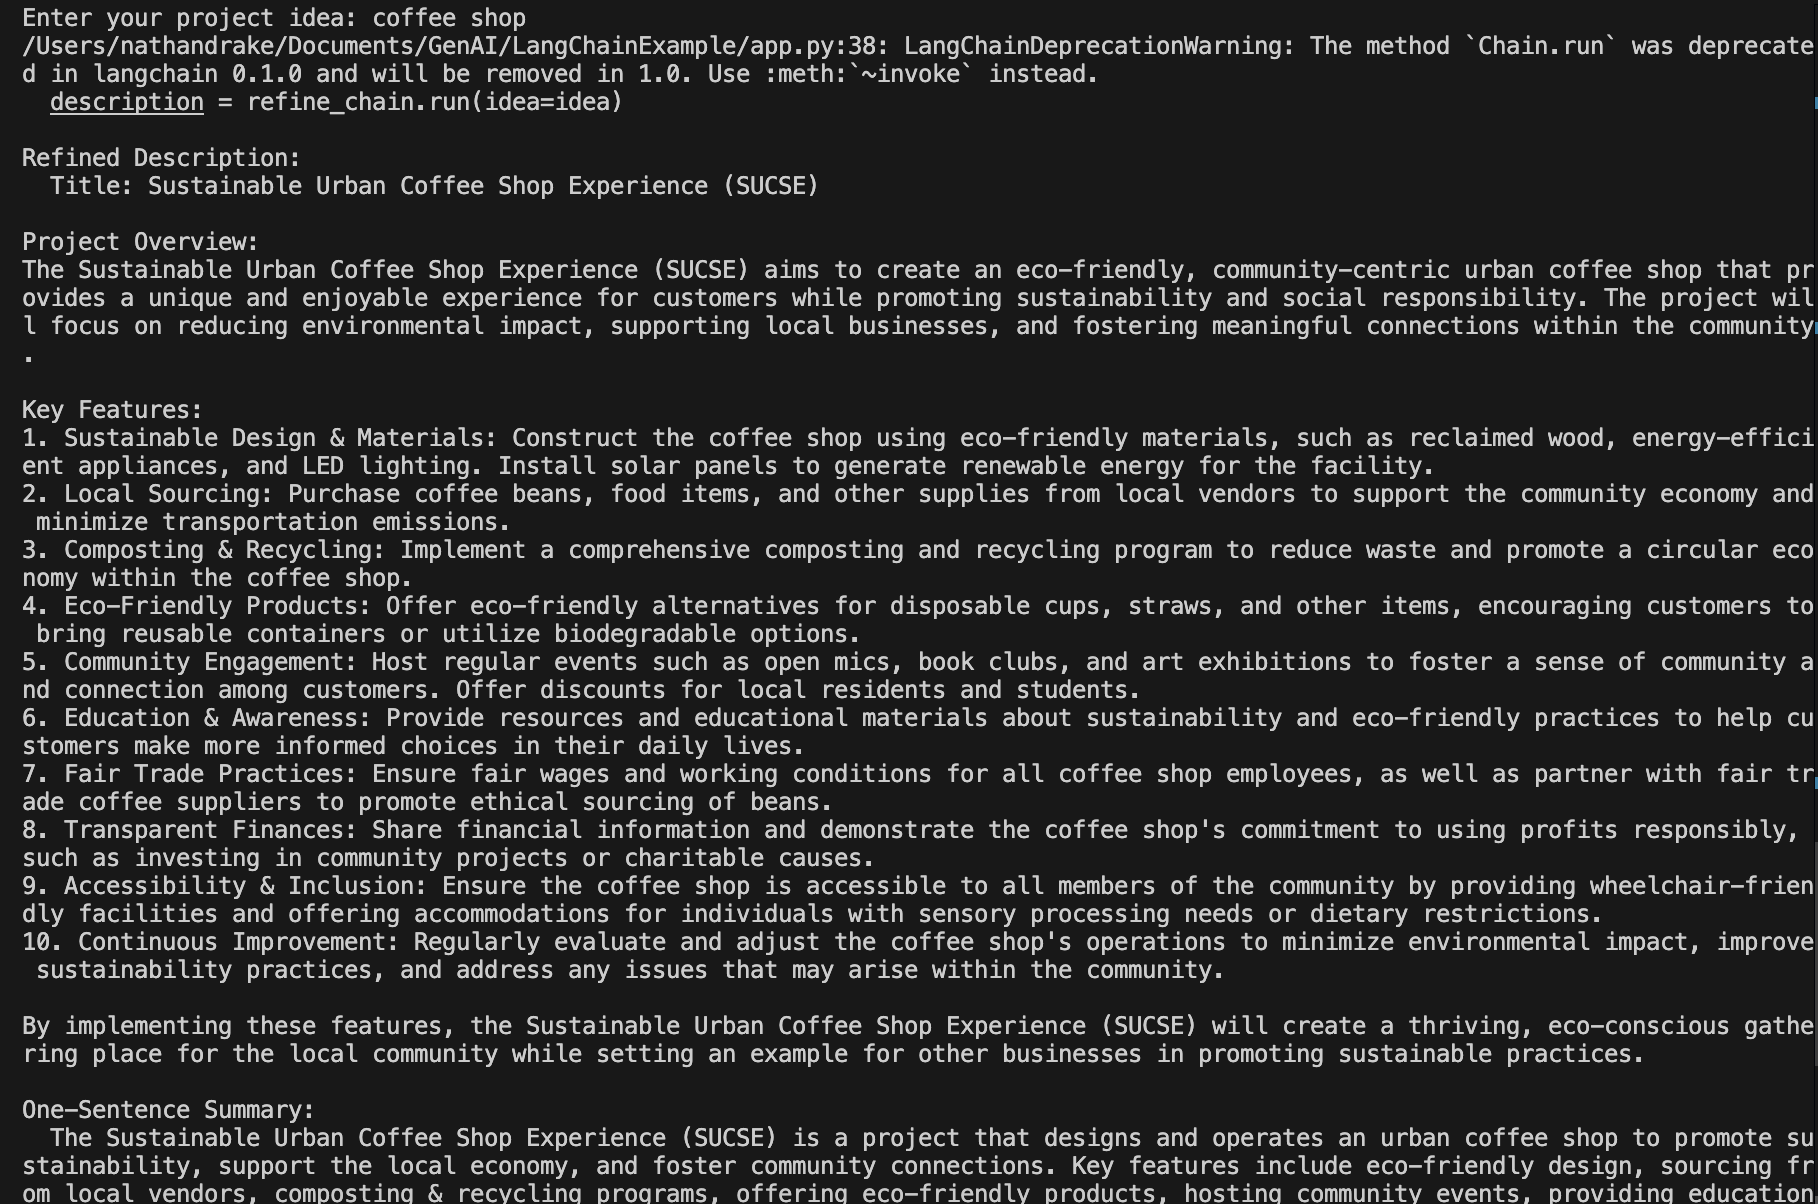 Enter your project idea: coffee shop
/Users/nathandrake/Documents/GenAI/LangChainExample/app.py:38: LangChainDeprecationWarning: The method `Chain.run` was deprecate
d in langchain 0.1.0 and will be removed in 1.0. Use :meth:`~invoke` instead.
  description = refine_chain.run(idea=idea)

Refined Description:
  Title: Sustainable Urban Coffee Shop Experience (SUCSE)

Project Overview:
The Sustainable Urban Coffee Shop Experience (SUCSE) aims to create an eco-friendly, community-centric urban coffee shop that pr
ovides a unique and enjoyable experience for customers while promoting sustainability and social responsibility. The project wil
l focus on reducing environmental impact, supporting local businesses, and fostering meaningful connections within the community
.

Key Features:
1. Sustainable Design & Materials: Construct the coffee shop using eco-friendly materials, such as reclaimed wood, energy-effici
ent appliances, and LED lighting. Install solar panels to generate renewable energy for the facility.
2. Local Sourcing: Purchase coffee beans, food items, and other supplies from local vendors to support the community economy and
 minimize transportation emissions.
3. Composting & Recycling: Implement a comprehensive composting and recycling program to reduce waste and promote a circular eco
nomy within the coffee shop.
4. Eco-Friendly Products: Offer eco-friendly alternatives for disposable cups, straws, and other items, encouraging customers to
 bring reusable containers or utilize biodegradable options.
5. Community Engagement: Host regular events such as open mics, book clubs, and art exhibitions to foster a sense of community a
nd connection among customers. Offer discounts for local residents and students.
6. Education & Awareness: Provide resources and educational materials about sustainability and eco-friendly practices to help cu
stomers make more informed choices in their daily lives.
7. Fair Trade Practices: Ensure fair wages and working conditions for all coffee shop employees, as well as partner with fair tr
ade coffee suppliers to promote ethical sourcing of beans.
8. Transparent Finances: Share financial information and demonstrate the coffee shop's commitment to using profits responsibly,
such as investing in community projects or charitable causes.
9. Accessibility & Inclusion: Ensure the coffee shop is accessible to all members of the community by providing wheelchair-frien
dly facilities and offering accommodations for individuals with sensory processing needs or dietary restrictions.
10. Continuous Improvement: Regularly evaluate and adjust the coffee shop's operations to minimize environmental impact, improve
 sustainability practices, and address any issues that may arise within the community.

By implementing these features, the Sustainable Urban Coffee Shop Experience (SUCSE) will create a thriving, eco-conscious gathe
ring place for the local community while setting an example for other businesses in promoting sustainable practices.

One-Sentence Summary:
  The Sustainable Urban Coffee Shop Experience (SUCSE) is a project that designs and operates an urban coffee shop to promote su
stainability, support the local economy, and foster community connections. Key features include eco-friendly design, sourcing fr
om local vendors, composting & recycling programs, offering eco-friendly products, hosting community events, providing education